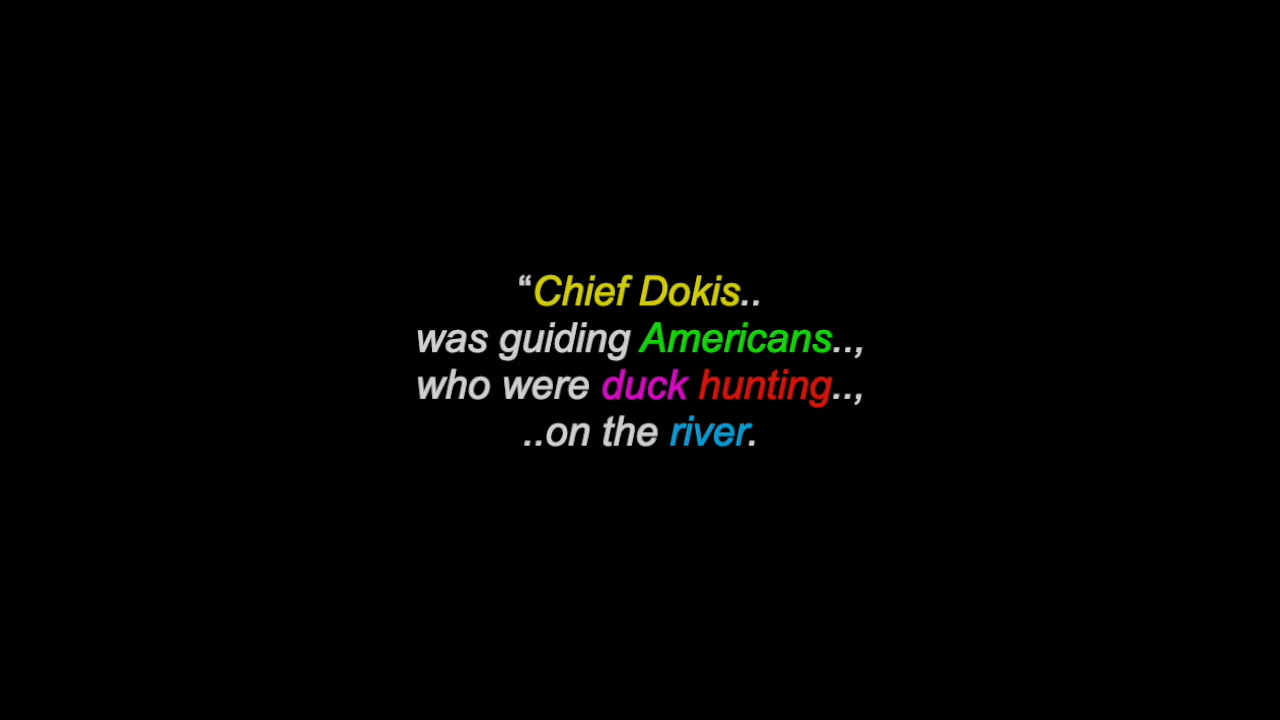 “Chief Dokis..
was guiding Americans..,
who were duck hunting..,
..on the river.